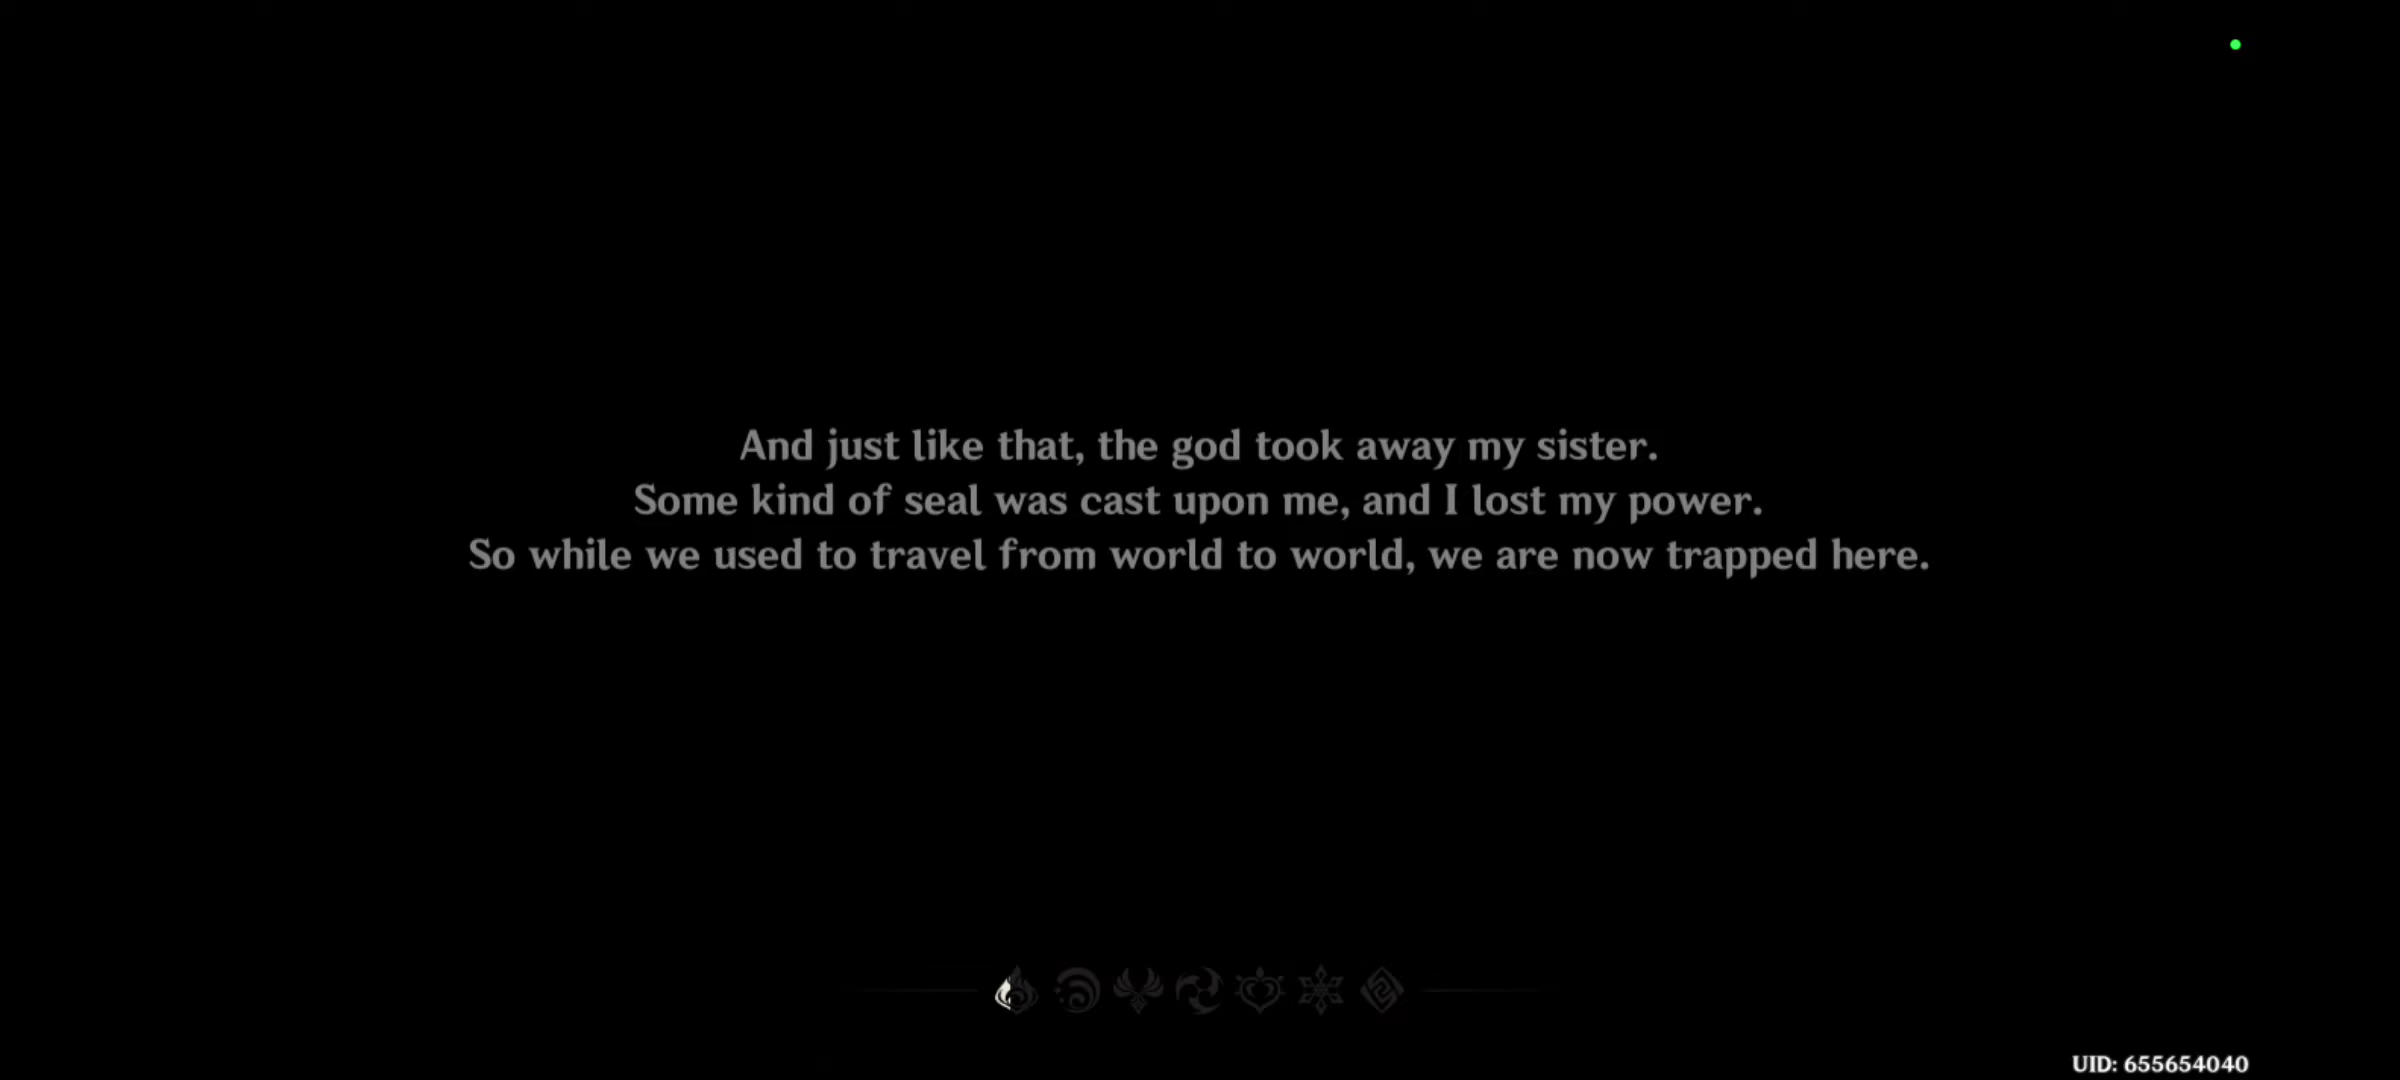 And just like that, the god took away my sister.
Some kind of seal was cast upon me, and I lost my power.
So while we used to travel from world to world, we are now trapped here.
UID: 655654040